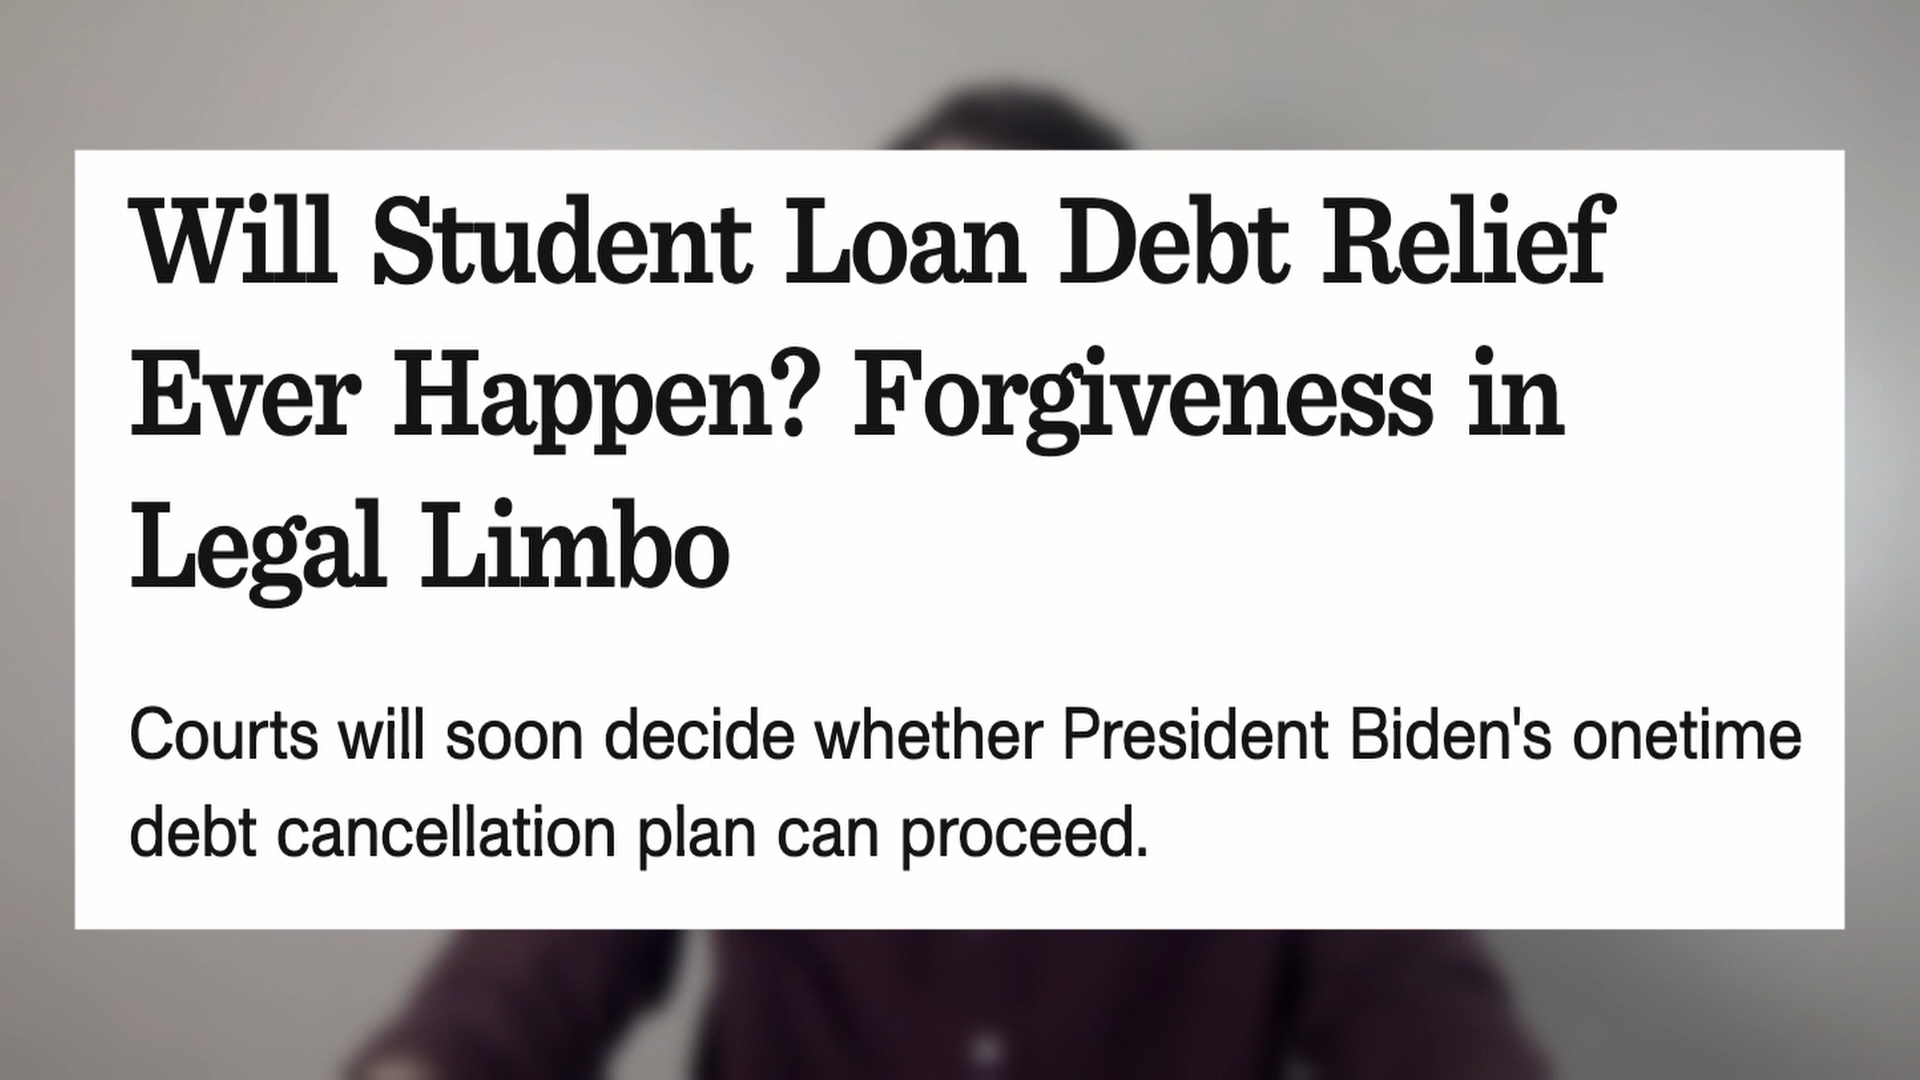 Will Student Loan Debt Relief
Ever Happen? Forgiveness in
Legal Limbo
Courts will soon decide whether President Biden's onetime
debt cancellation plan can proceed.